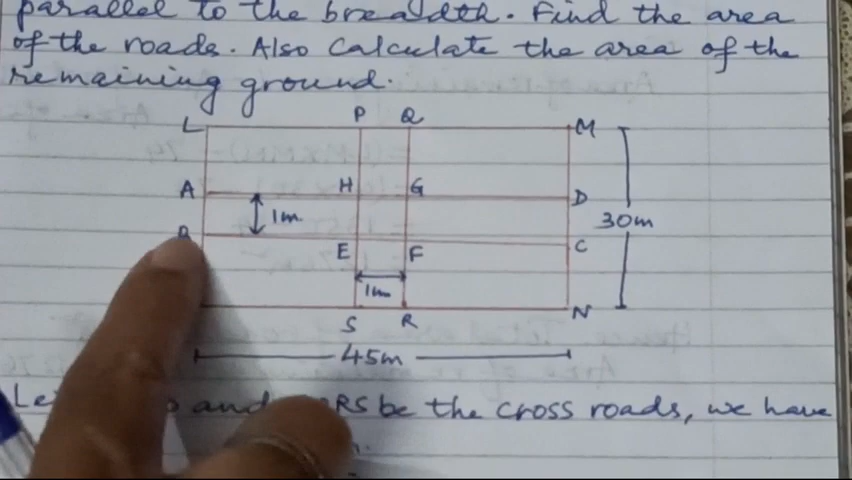 parallel to the breadth. Find the area
of the roads. Also Calculate the area of the
remaining ground.
L P Q M
A H G D
1m 30m
B E F C
1m
S R N
45m
and RS be the cross roads, we have